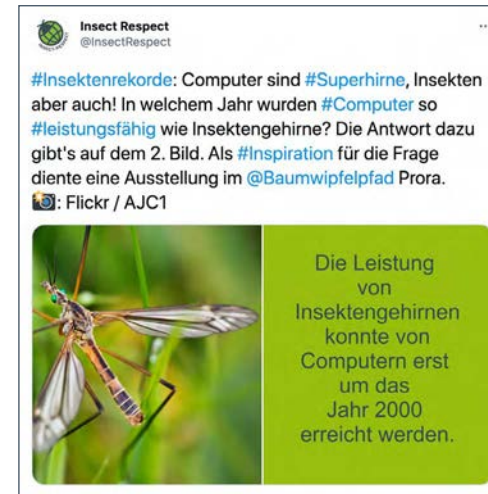 Insect Respect
@InsectRespect
#Insektenrekorde: Computer sind #Superhirne, Insekten
aber auch! In welchem Jahr wurden #Computer so
#leistungsfähig wie Insektengehirne? Die Antwort dazu
gibt's auf dem 2. Bild. Als #Inspiration für die Frage
diente eine Ausstellung im @Baumwipfelpfad Prora.
📸: Flickr / AJC1
Die Leistung
von
Insektengehirnen
konnte von
Computern erst
um das
Jahr 2000
erreicht werden.